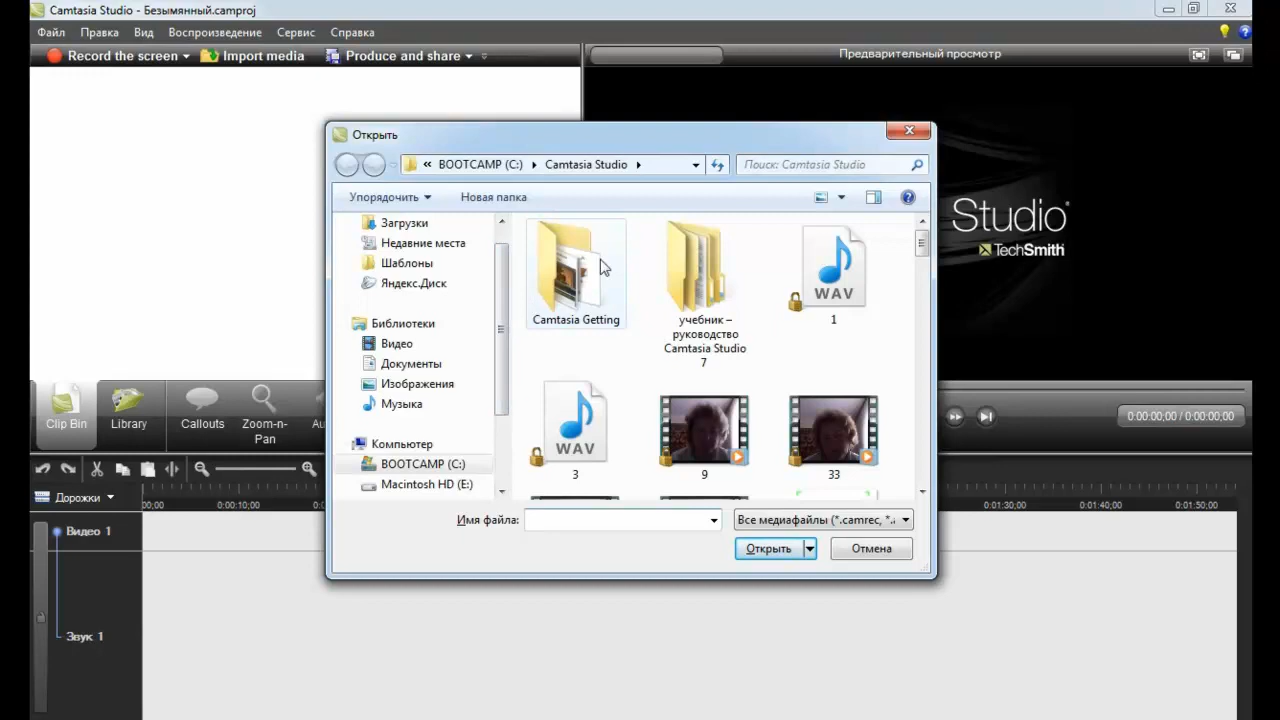 Camtasia Studio - Безымянный.camproj
Файл Правка Вид Воспроизведение Сервис Справка
Record the screen Import media Produce and share
Предварительный просмотр
Открыть
« BOOTCAMP (C:) Camtasia Studio
Поиск: Camtasia Studio
Упорядочить Новая папка
Загрузки
Недавние места
Шаблоны
Яндекс.Диск
Библиотеки
Видео
Документы
Изображения
Музыка
Компьютер
BOOTCAMP (C:)
Macintosh HD (E:)
Camtasia Getting
учебник –
руководство
Camtasia Studio
7
WAV
1
WAV
3
9
33
Имя файла:
Все медиафайлы (*.camrec, *.
Открыть
Отмена
Studio®
TechSmith
Clip Bin
Library
Callouts
Zoom-n-
Pan
0:00:00;00 / 0:00:00;00
Дорожки
00;00 0:00:10;00 0:01:30;00 0:01:40;00 0:01:50;00
Видео 1
Звук 1